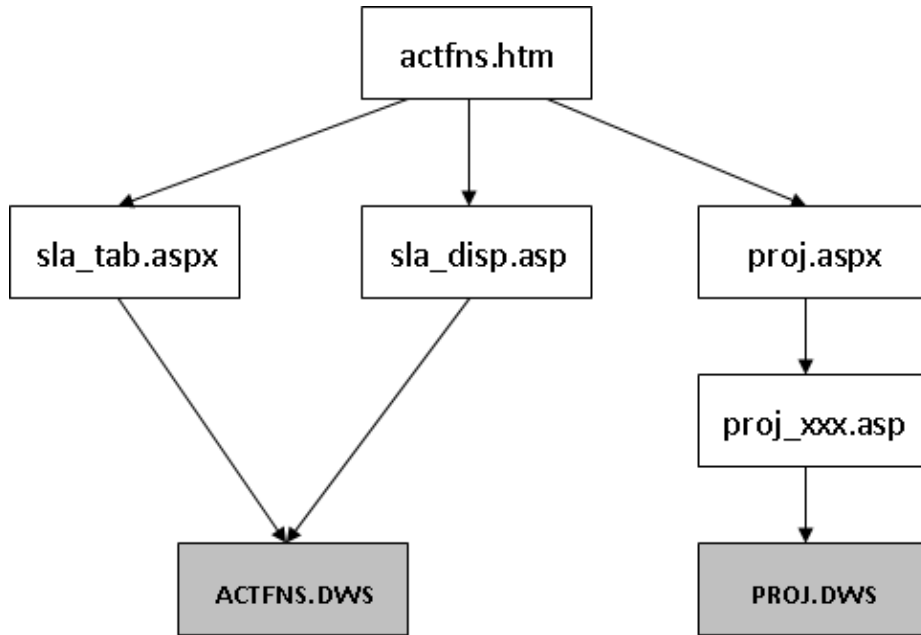 actfns.htm
sla_tab.aspx
sla_disp.asp
proj.aspx
proj_xxx.asp
ACTFNS.DWS
PROJ.DWS